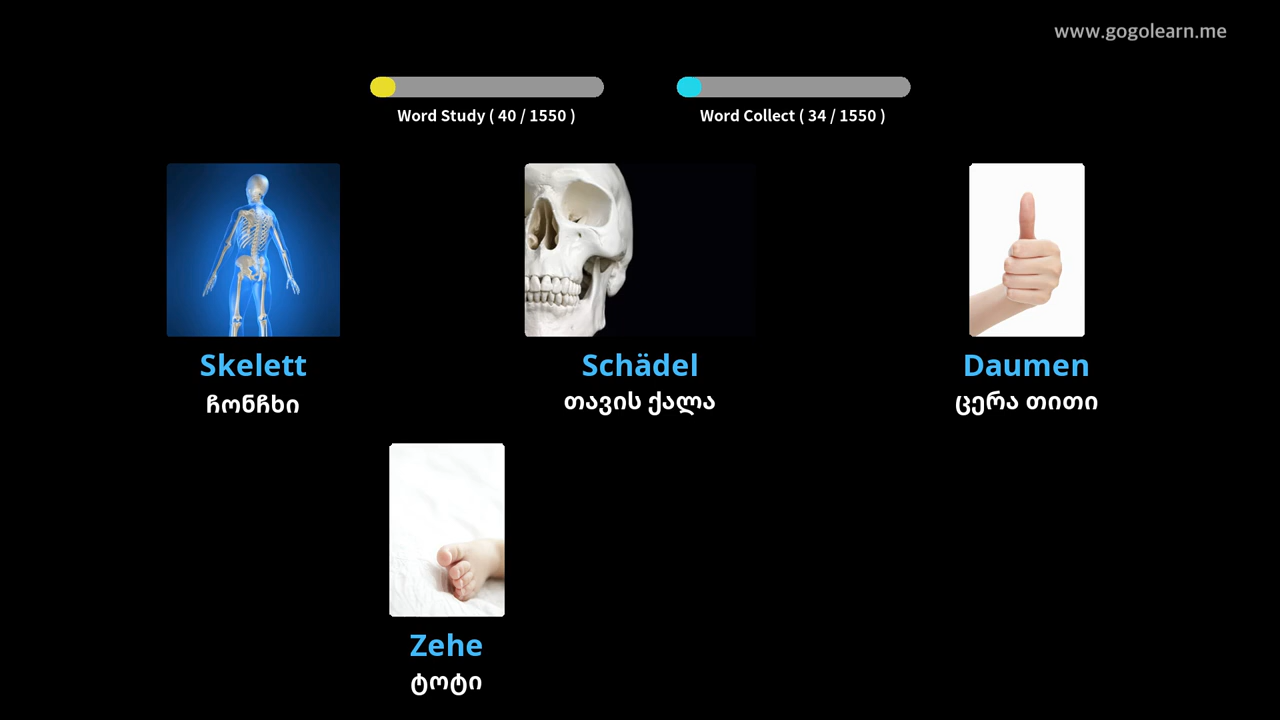 www.gogolearn.me
Word Study ( 40 / 1550 )
Word Collect ( 34 / 1550 )
Skelett
ჩონჩხი
Schädel
თავის ქალა
Daumen
ცერა თითი
Zehe
ტოტი